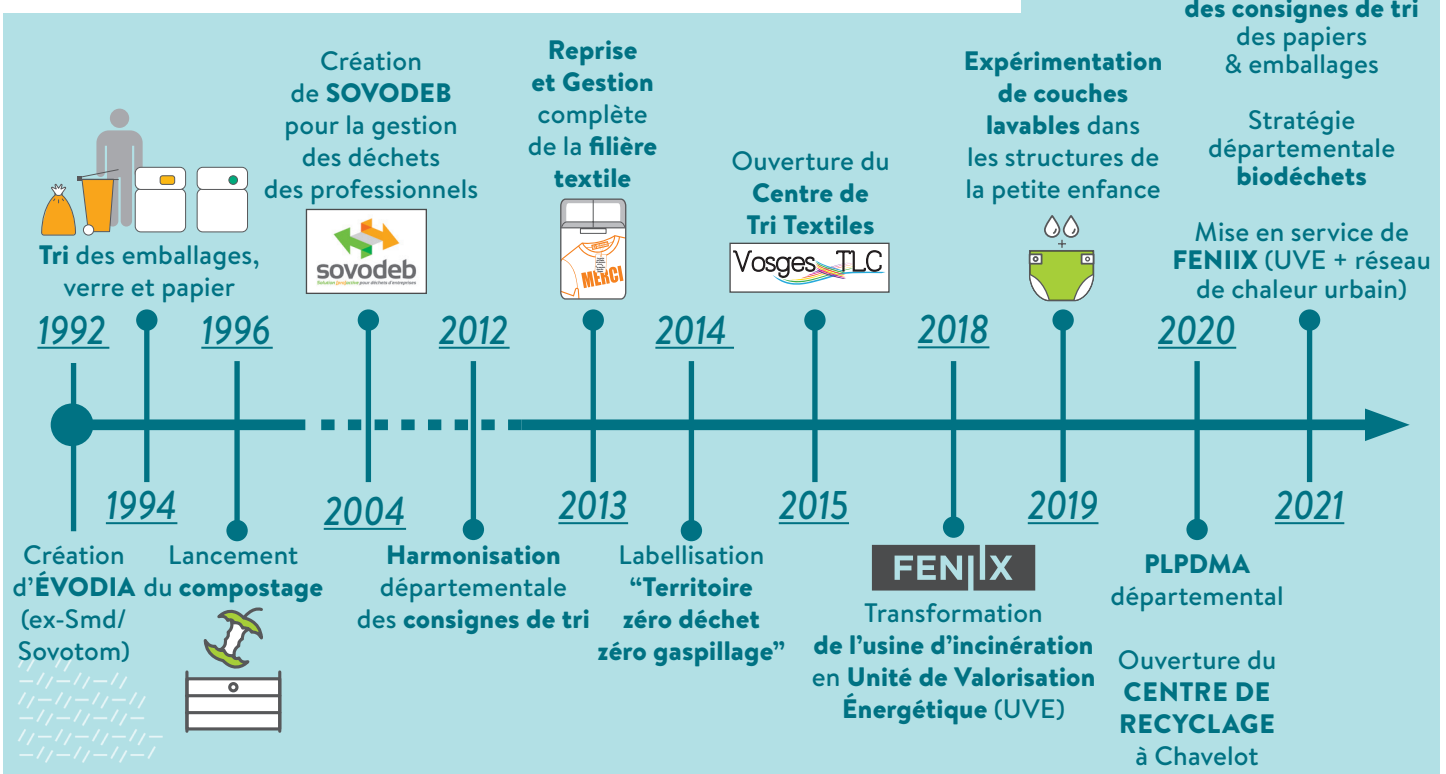 Création
d'ÉVODIA
(ex-Smd/
Sovotom)
1992
Tri des emballages,
verre et papier
1994
1996
Lancement
du compostage
Création
de SOVODEB
pour la gestion
des déchets
des professionnels
sovodeb
2004
2012
Harmonisation
départementale
des consignes de tri
Reprise
et Gestion
complète
de la filière
textile
MERCI
2013
2014
Labellisation
“Territoire
zéro déchet
zéro gaspillage”
Ouverture du
Centre de
Tri Textiles
Vosges TLC
2015
2018
FENIIX
Transformation
de l'usine d'incinération
en Unité de Valorisation
Énergétique (UVE)
Expérimentation
de couches
lavables dans
les structures de
la petite enfance
2019
2020
PLPDMA
départemental
Ouverture du
CENTRE DE
RECYCLAGE
à Chavelot
des consignes de tri
des papiers
& emballages
Stratégie
départementale
biodéchets
Mise en service de
FENIIX (UVE + réseau
de chaleur urbain)
2021